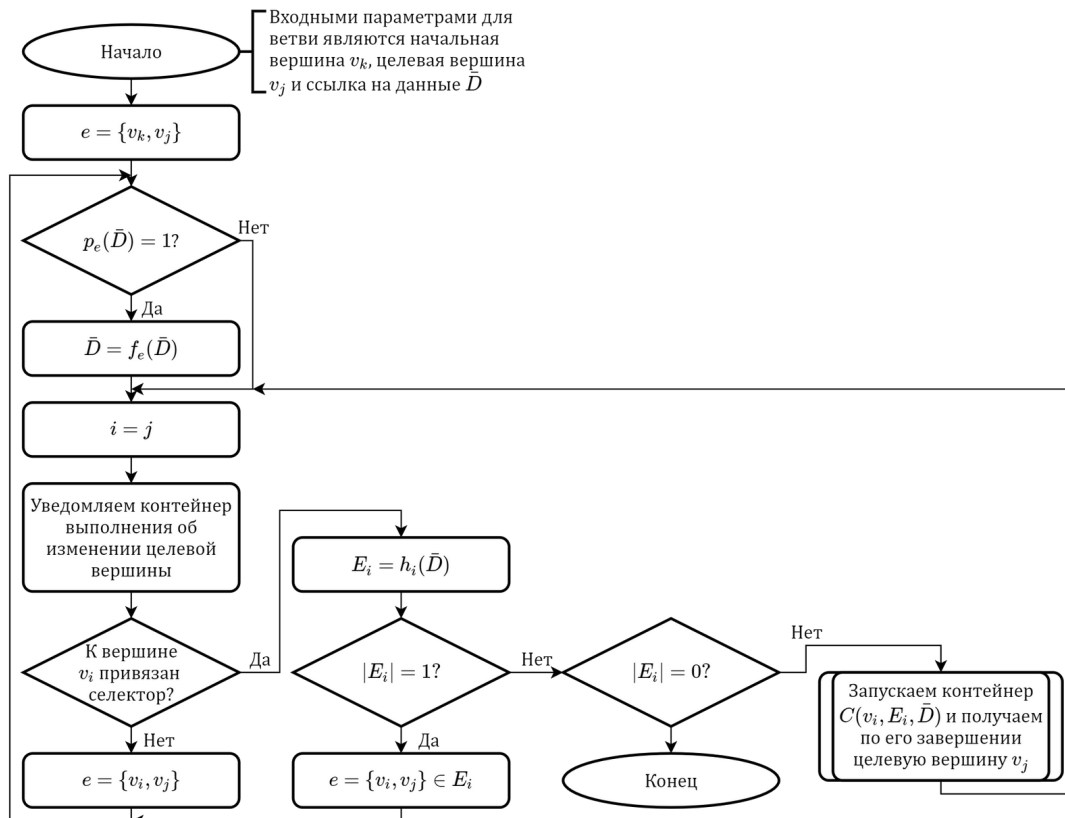 Начало
Входными параметрами для
ветви являются начальная
вершина v_k, целевая вершина
v_j и ссылка на данные D̄
e = {v_k, v_j}
p_e(D̄) = 1?
Нет
Да
D̄ = f_e(D̄)
i = j
Уведомляем контейнер
выполнения об
изменении целевой
вершины
E_i = h_i(D̄)
К вершине
v_i привязан
селектор?
Да
|E_i| = 1?
Нет
|E_i| = 0?
Нет
Запускаем контейнер
C(v_i, E_i, D̄) и получаем
по его завершении
целевую вершину v_j
Нет
Да
e = {v_i, v_j}
e = {v_i, v_j} ∈ E_i
Конец